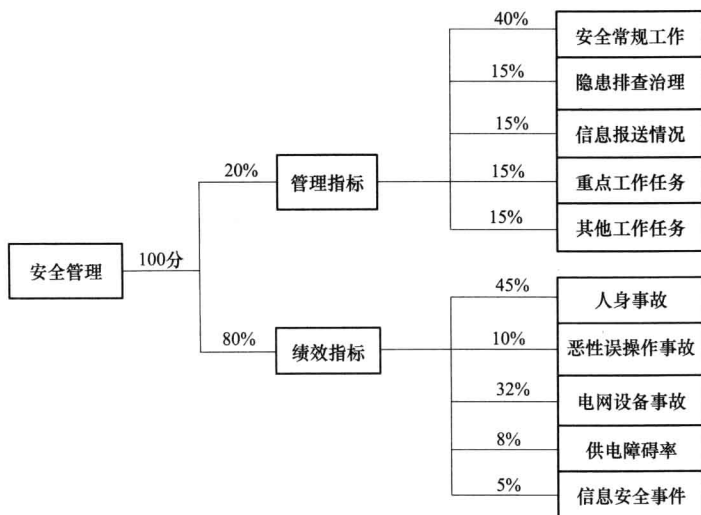 安全管理
100分
20%
管理指标
40%
安全常规工作
15%
隐患排查治理
15%
信息报送情况
15%
重点工作任务
15%
其他工作任务
80%
绩效指标
45%
人身事故
10%
恶性误操作事故
32%
电网设备事故
8%
供电障碍率
5%
信息安全事件